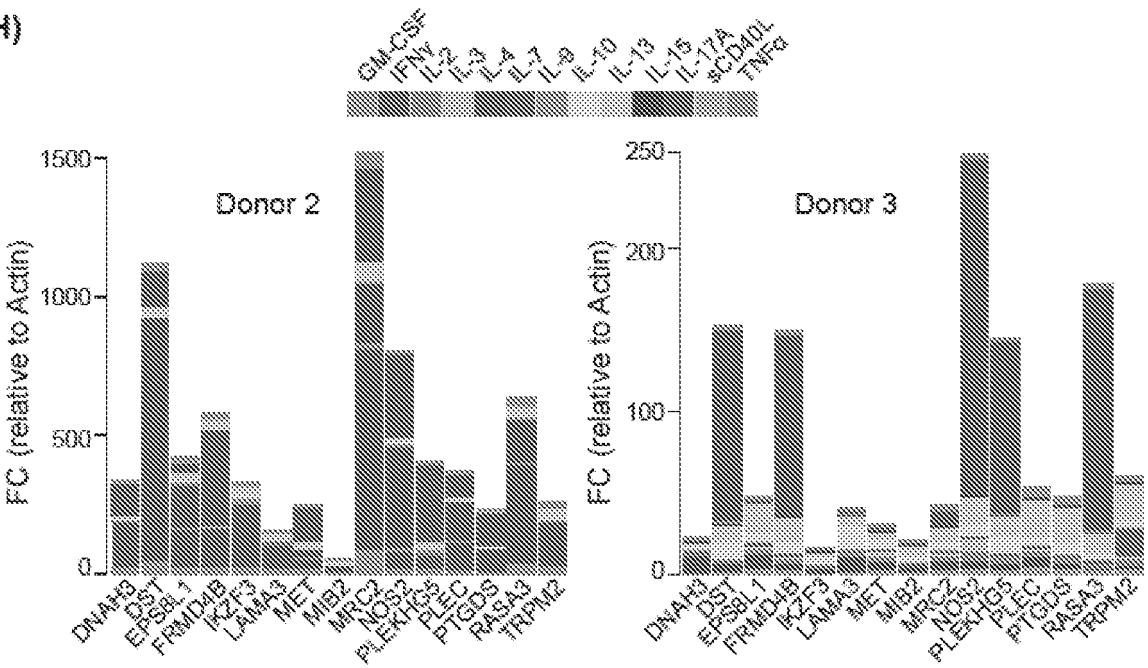 H)
GM-CSF
IFNγ
IL-2
IL-3
IL-4
IL-7
IL-9
IL-10
IL-13
IL-15
IL-17A
sCD40L
TNFα
Donor 2
FC (relative to Actin)
1500
1000
500
0
DNAH3
DST
EPS8L1
FRMD4B
IKZF3
LAMA3
MET
MIB2
MRC2
NOS2
PLEKHG5
PLEC
PTGDS
RASA3
TRPM2
Donor 3
FC (relative to Actin)
250
200
100
0
DNAH3
DST
EPS8L1
FRMD4B
IKZF3
LAMA3
MET
MIB2
MRC2
NOS2
PLEKHG5
PLEC
PTGDS
RASA3
TRPM2